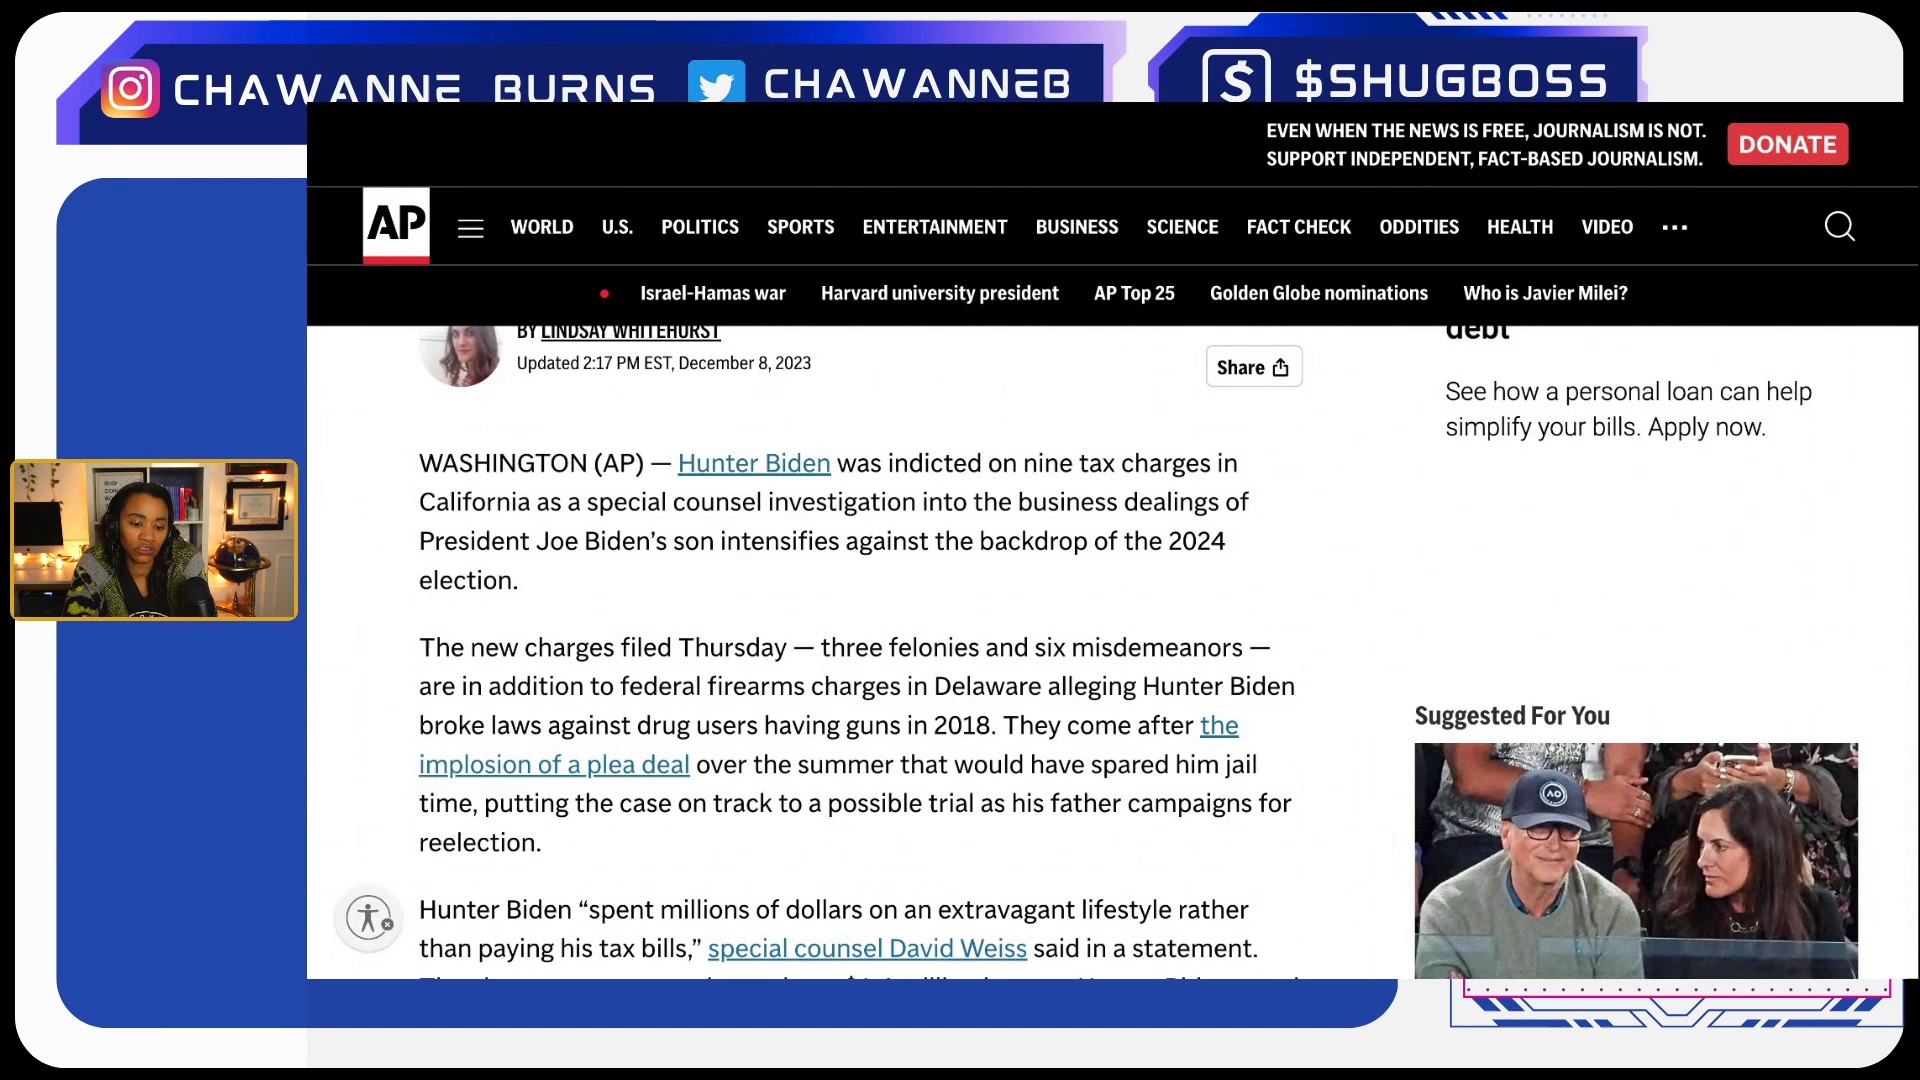 CHAWANNE BURNS
CHAWANNEB
$SHUGBOSS
EVEN WHEN THE NEWS IS FREE, JOURNALISM IS NOT.
SUPPORT INDEPENDENT, FACT-BASED JOURNALISM.
DONATE
AP
WORLD U.S. POLITICS SPORTS ENTERTAINMENT BUSINESS SCIENCE FACT CHECK ODDITIES HEALTH VIDEO
Israel-Hamas war Harvard university president AP Top 25 Golden Globe nominations Who is Javier Milei?
BY LINDSAY WHITEHURST
Updated 2:17 PM EST, December 8, 2023
Share
debt
See how a personal loan can help
simplify your bills. Apply now.
WASHINGTON (AP) — Hunter Biden was indicted on nine tax charges in
California as a special counsel investigation into the business dealings of
President Joe Biden’s son intensifies against the backdrop of the 2024
election.
The new charges filed Thursday — three felonies and six misdemeanors —
are in addition to federal firearms charges in Delaware alleging Hunter Biden
broke laws against drug users having guns in 2018. They come after the
implosion of a plea deal over the summer that would have spared him jail
time, putting the case on track to a possible trial as his father campaigns for
reelection.
Hunter Biden “spent millions of dollars on an extravagant lifestyle rather
than paying his tax bills,” special counsel David Weiss said in a statement.
Suggested For You
AO